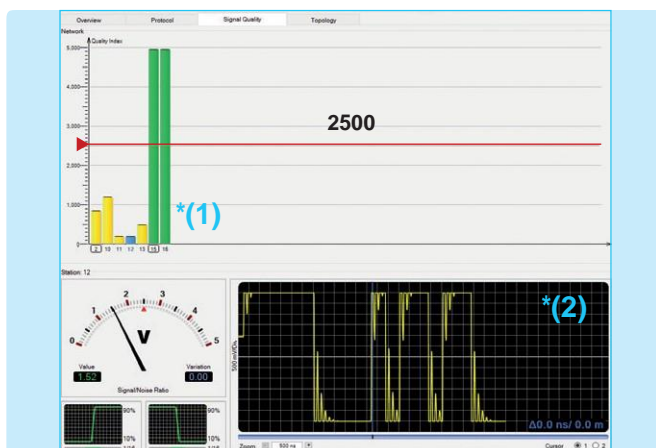 Overview Protocol Signal Quality Topology
Network
Quality Index
5,000
4,000
3,000
2500
2,000
1,000
*(1)
0
2 10 11 12 13 15 16
Station: 12
0 1 2 3 4 5
V
Value Variation
1.52 0.00
Signal/Noise Ratio
90% 90%
10% 10%
500 mV/Div
*(2)
Δ0.0 ns/ 0.0 m
Zoom 500 ns Cursor 1 2